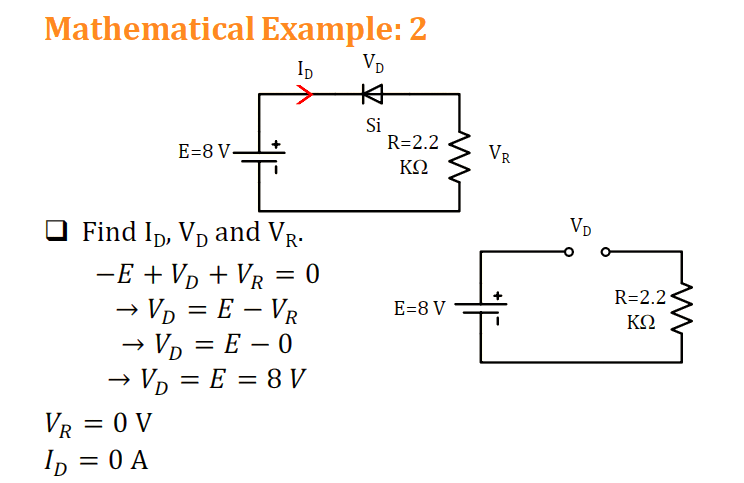 Mathematical Example: 2
I_D V_D
Si
E=8 V
+
R=2.2
KΩ
V_R
❑ Find I_D, V_D and V_R.
−E + V_D + V_R = 0
→ V_D = E − V_R
→ V_D = E − 0
→ V_D = E = 8 V
V_R = 0 V
I_D = 0 A
V_D
E=8 V
+
R=2.2
KΩ